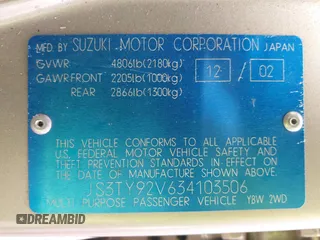 MFD.BY SUZUKI MOTOR CORPORATION JAPAN
GVWR 4806lb(2180kg)
GAWR FRONT 2205lb(1000kg) 12 / 02
REAR 2866lb(1300kg)
THIS VEHICLE CONFORMS TO ALL APPLICABLE
U.S. FEDERAL MOTOR VEHICLE SAFETY AND
THEFT PREVENTION STANDARDS IN EFFECT ON
THE DATE OF MANUFACTURE SHOWN ABOVE.
JS3TY92V634103506
MULTI PURPOSE PASSENGER VEHICLE YBW 2WD
DREAMBID